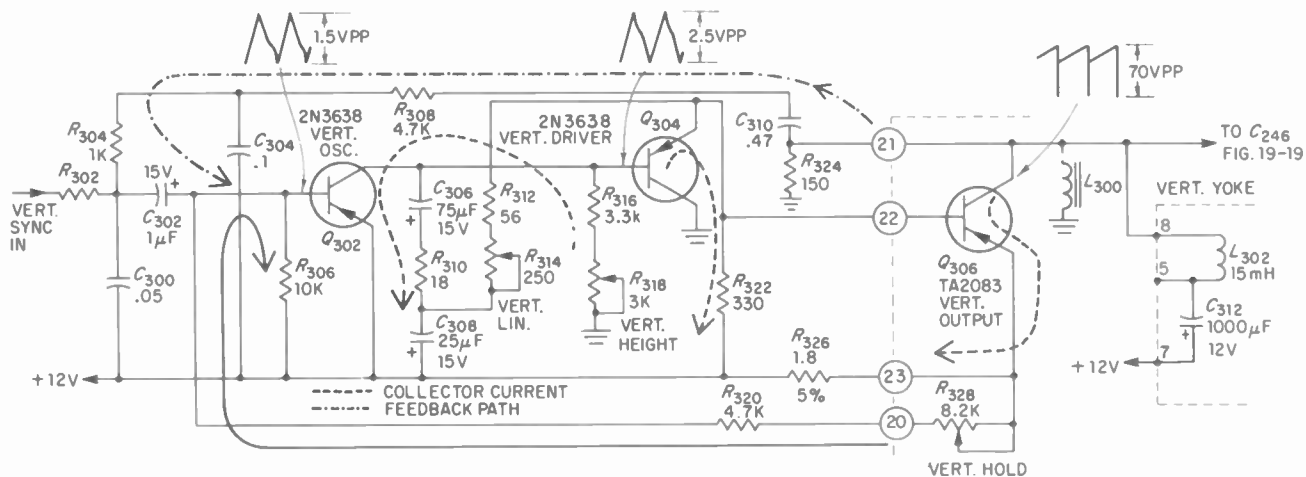 1.5VPP
2.5VPP
70VPP
R304
1K
C304
.1
2N3638
VERT.
OSC.
R308
4.7K
2N3638
VERT. DRIVER
Q304
C310
.47
21
TO C246
FIG. 19-19
R302
15V
+
VERT.
SYNC
IN
C302
1μF
Q302
C306
75μF
15V
+
R312
56
R316
3.3k
R324
150
22
L300
VERT. YOKE
8
L302
15mH
5
C300
.05
R306
10K
R310
18
R314
250
VERT.
LIN.
R318
3K
VERT.
HEIGHT
R322
330
Q306
TA2083
VERT.
OUTPUT
C312
1000μF
12V
+
7
+12V
C308
25μF
15V
+
R326
1.8
5%
23
+12V
COLLECTOR CURRENT
FEEDBACK PATH
R320
4.7K
20
R328
8.2K
VERT. HOLD